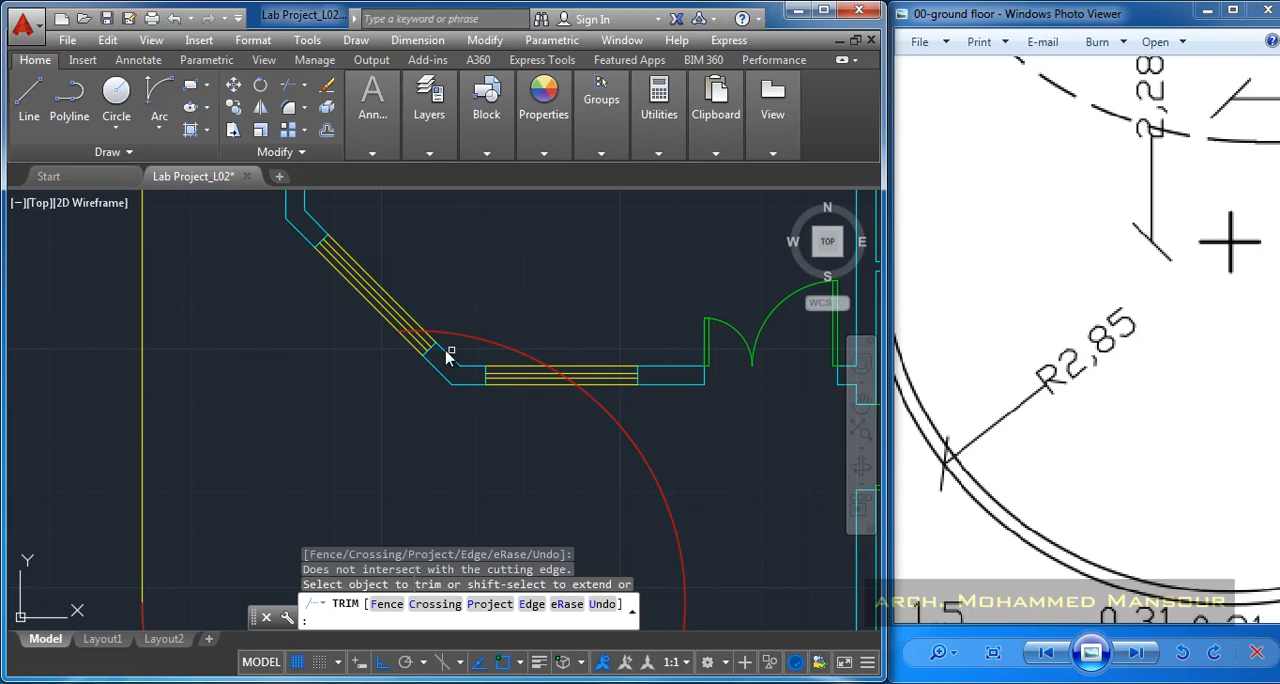 Lab Project_L02...
Type a keyword or phrase
Sign In
File Edit View Insert Format Tools Draw Dimension Modify Parametric Window Help Express
Home Insert Annotate Parametric View Manage Output Add-ins A360 Express Tools Featured Apps BIM 360 Performance
Line Polyline Circle Arc
Ann... Layers Block Properties Groups Utilities Clipboard View
Draw Modify
Start Lab Project_L02*
[−][Top][2D Wireframe]
N
W TOP E
S
WCS
[Fence/Crossing/Project/Edge/eRase/Undo]:
Does not intersect with the cutting edge.
Select object to trim or shift-select to extend or
TRIM [Fence Crossing Project Edge eRase Undo]
:
Y
X
Model Layout1 Layout2 +
MODEL 1:1
00-ground floor - Windows Photo Viewer
File Print E-mail Burn Open
2,28
R2,85
ARCH. MOHAMMED MANSOUR